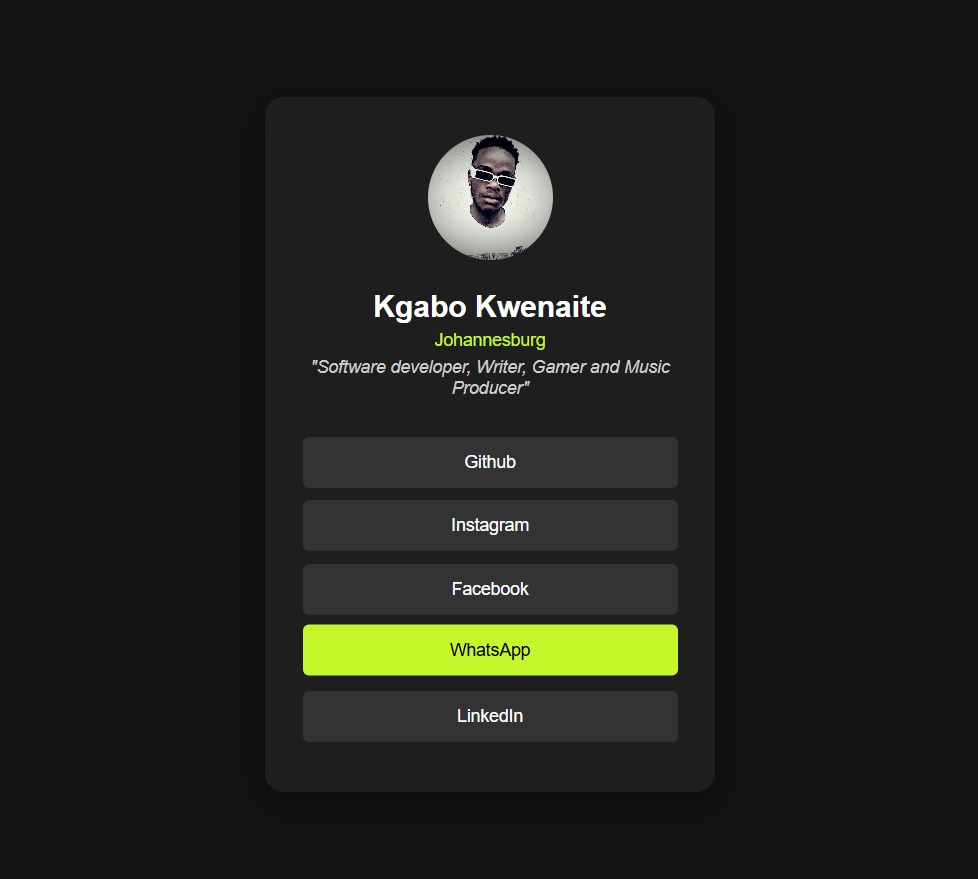 Kgabo Kwenaite
Johannesburg
"Software developer, Writer, Gamer and Music
Producer"
Github
Instagram
Facebook
WhatsApp
LinkedIn